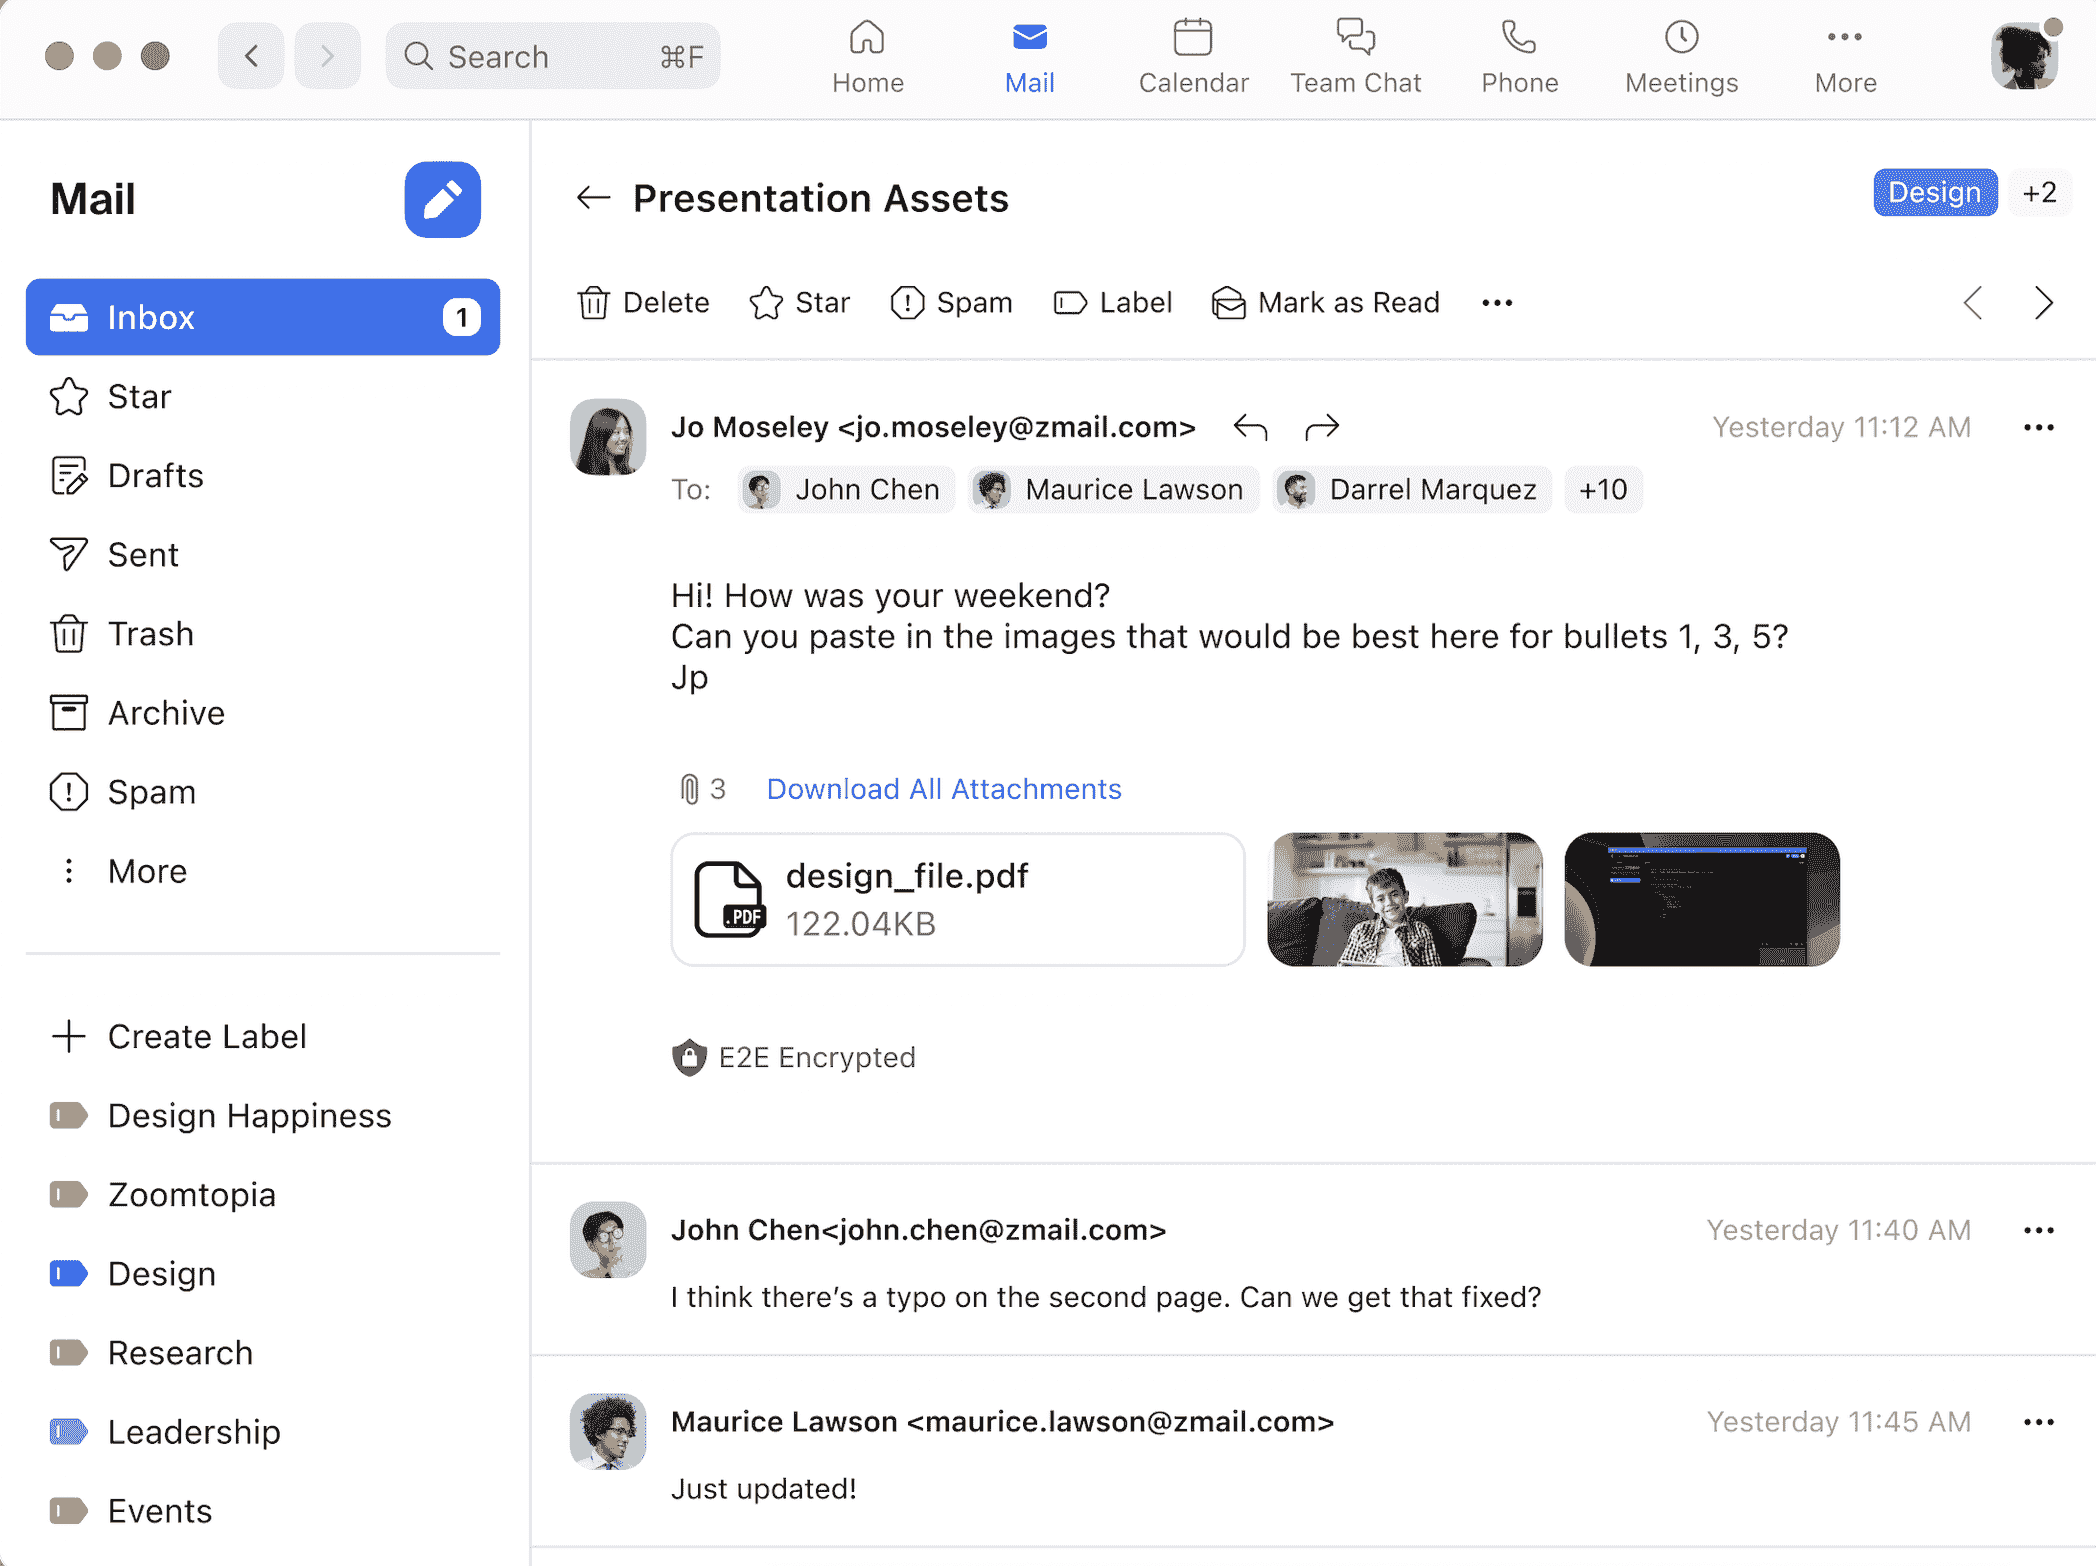 Search ⌘F
Home
Mail
Calendar
Team Chat
Phone
Meetings
More
Mail
Inbox 1
Star
Drafts
Sent
Trash
Archive
Spam
More
Create Label
Design Happiness
Zoomtopia
Design
Research
Leadership
Events
Presentation Assets
Design +2
Delete Star Spam Label Mark as Read
Jo Moseley <jo.moseley@zmail.com> Yesterday 11:12 AM
To: John Chen Maurice Lawson Darrel Marquez +10
Hi! How was your weekend?
Can you paste in the images that would be best here for bullets 1, 3, 5?
Jp
3 Download All Attachments
.PDF
design_file.pdf
122.04KB
E2E Encrypted
John Chen<john.chen@zmail.com> Yesterday 11:40 AM
I think there’s a typo on the second page. Can we get that fixed?
Maurice Lawson <maurice.lawson@zmail.com> Yesterday 11:45 AM
Just updated!